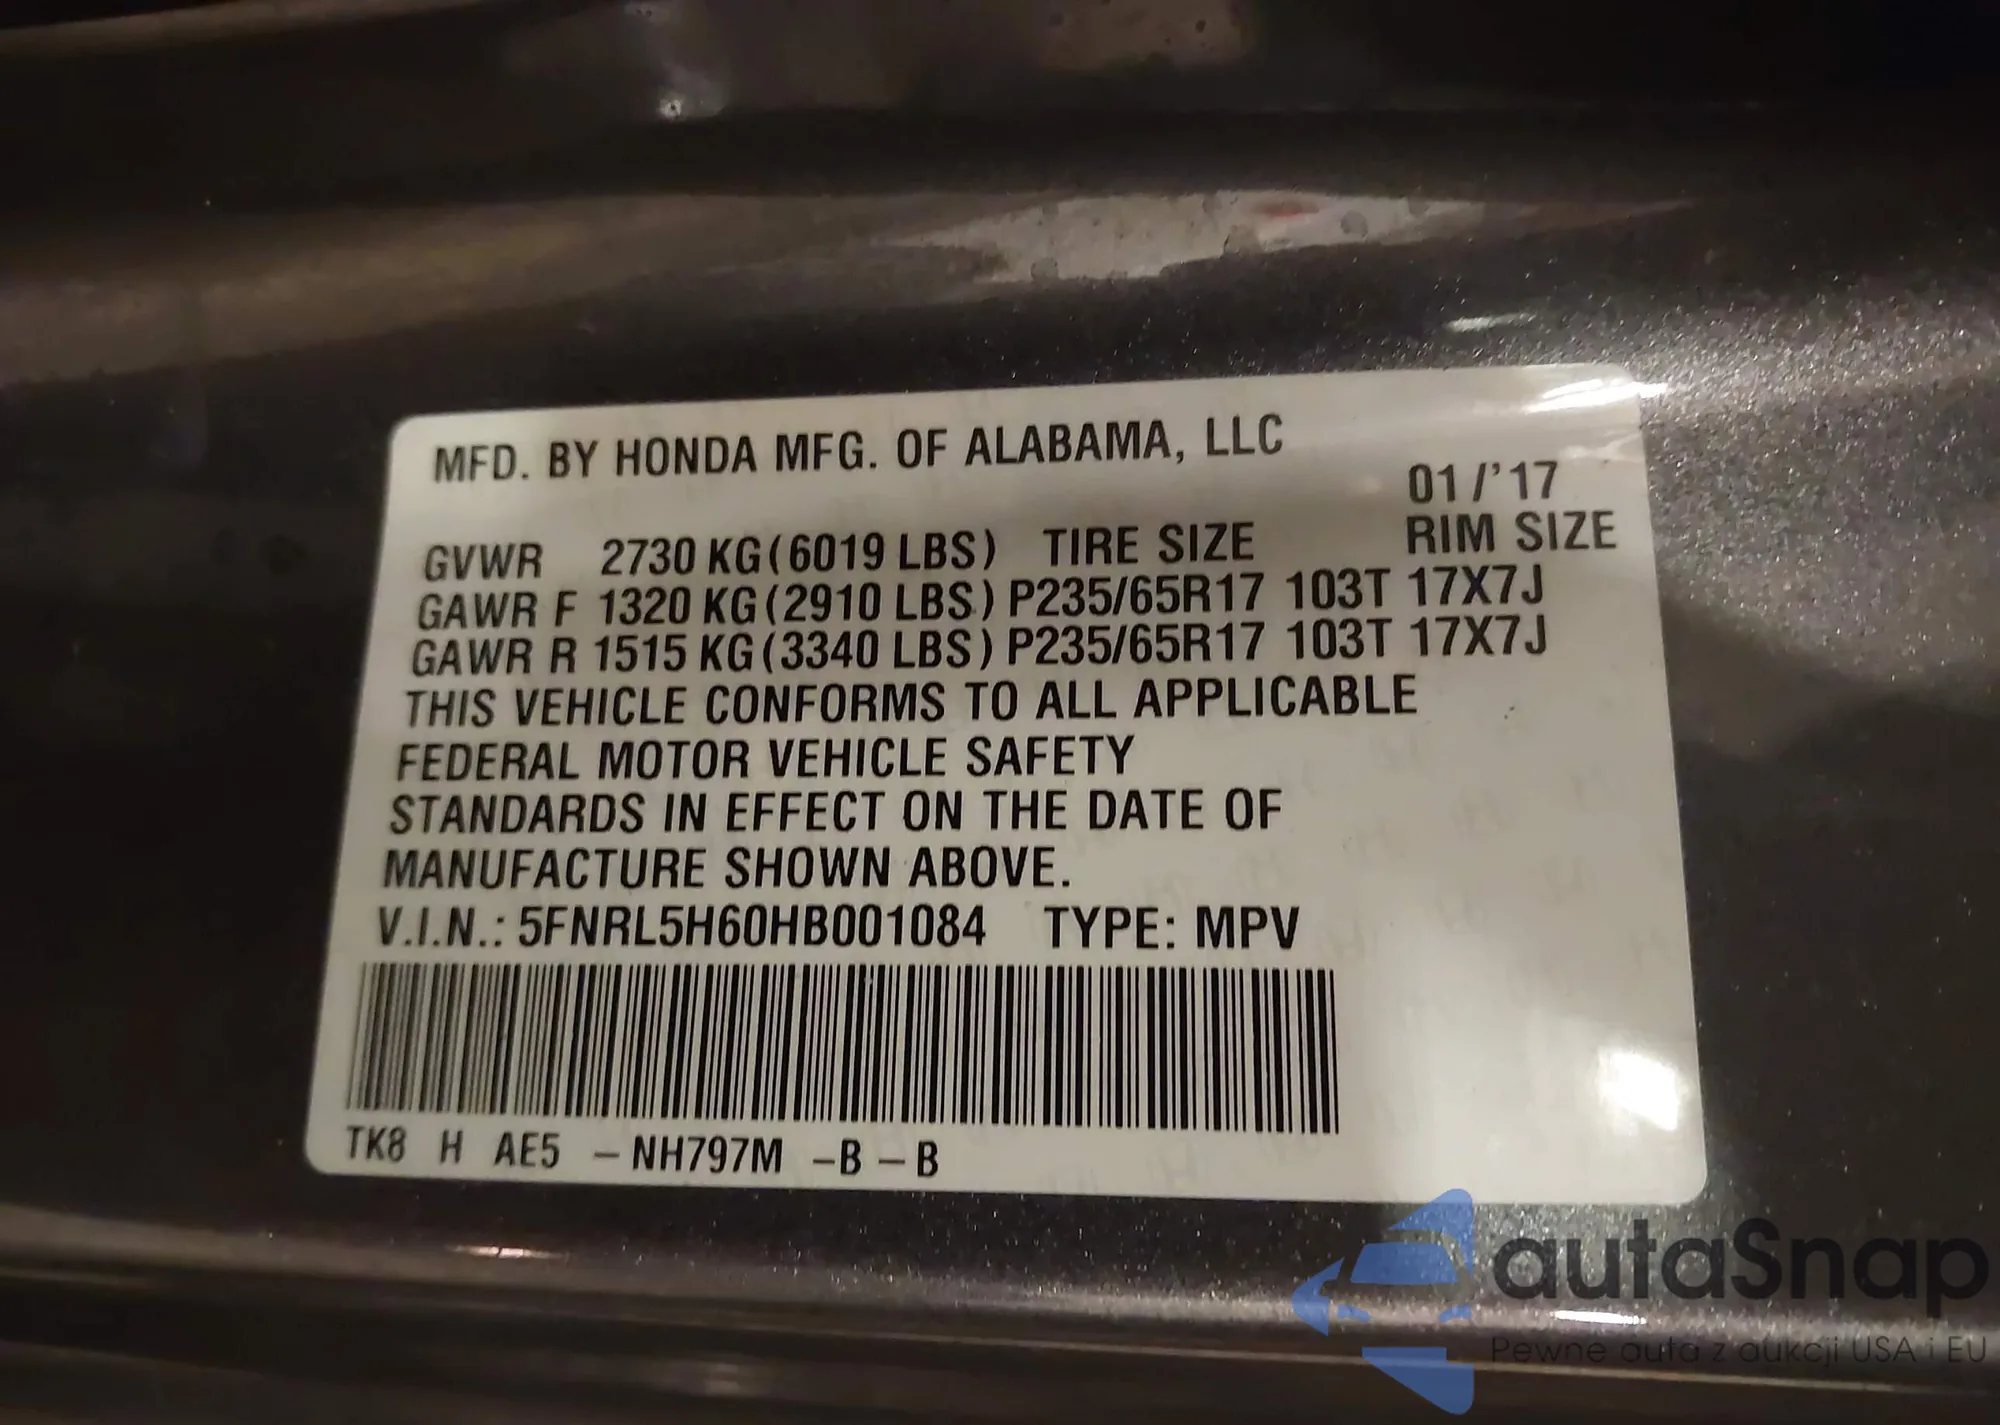 MFD. BY HONDA MFG. OF ALABAMA, LLC
01/'17
GVWR 2730 KG(6019 LBS) TIRE SIZE RIM SIZE
GAWR F 1320 KG(2910 LBS) P235/65R17 103T 17X7J
GAWR R 1515 KG(3340 LBS) P235/65R17 103T 17X7J
THIS VEHICLE CONFORMS TO ALL APPLICABLE
FEDERAL MOTOR VEHICLE SAFETY
STANDARDS IN EFFECT ON THE DATE OF
MANUFACTURE SHOWN ABOVE.
V.I.N.: 5FNRL5H60HB001084 TYPE: MPV
TK8 H AE5 –NH797M –B –B
autaSnap
Pewne auta z aukcji USA i EU